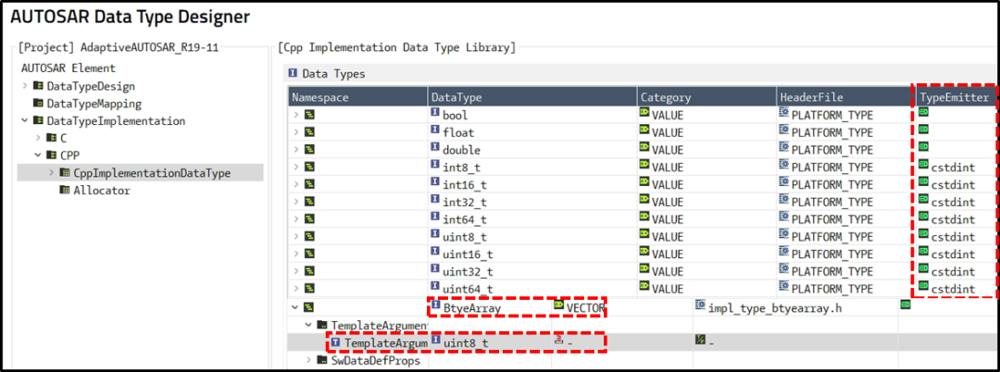 AUTOSAR Data Type Designer
[Project] AdaptiveAUTOSAR_R19-11
[Cpp Implementation Data Type Library]
AUTOSAR Element
DataTypeDesign
DataTypeMapping
DataTypeImplementation
C
CPP
CppImplementationDataType
Allocator
Data Types
Namespace DataType Category HeaderFile TypeEmitter
bool VALUE PLATFORM_TYPE
float VALUE PLATFORM_TYPE
double VALUE PLATFORM_TYPE
int8_t VALUE PLATFORM_TYPE cstdint
int16_t VALUE PLATFORM_TYPE cstdint
int32_t VALUE PLATFORM_TYPE cstdint
int64_t VALUE PLATFORM_TYPE cstdint
uint8_t VALUE PLATFORM_TYPE cstdint
uint16_t VALUE PLATFORM_TYPE cstdint
uint32_t VALUE PLATFORM_TYPE cstdint
uint64_t VALUE PLATFORM_TYPE cstdint
BtyeArray VECTOR impl_type_btyearray.h
TemplateArgumen
TemplateArgum uint8_t - -
SwDataDefProps